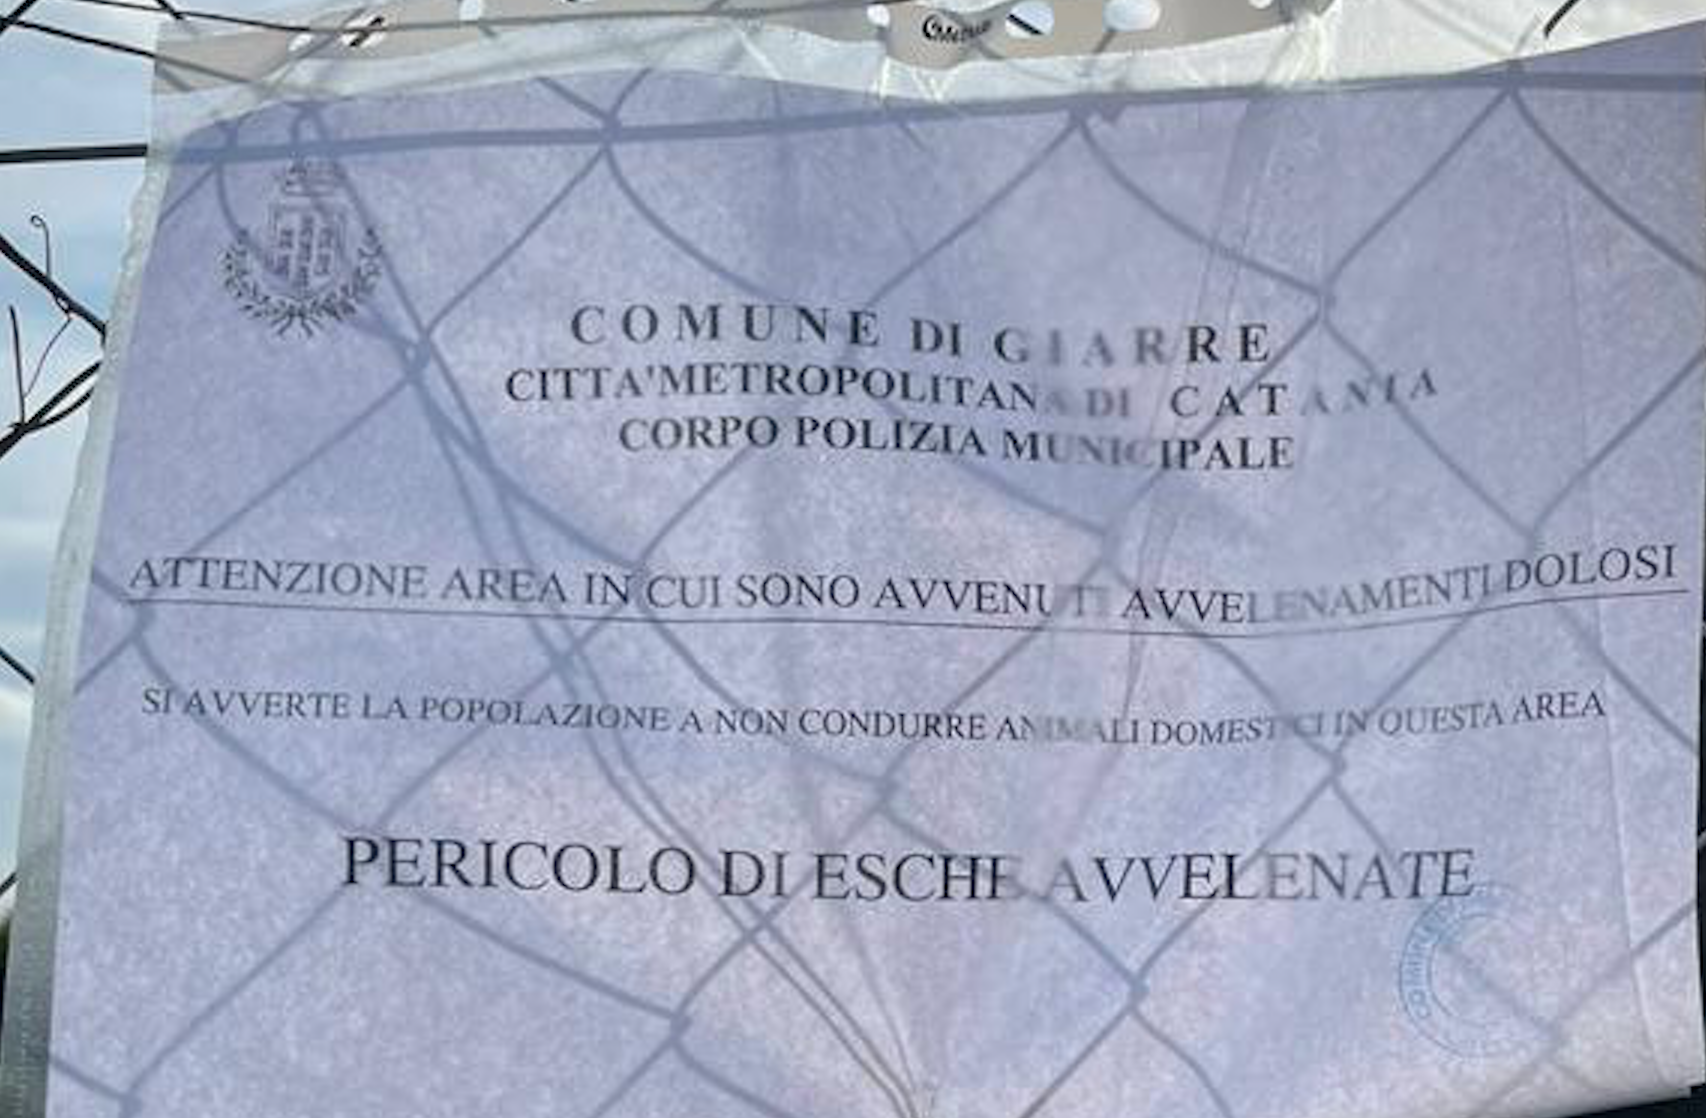 COMUNE DI GIARRE
CITTA'METROPOLITANA DI CATANIA
CORPO POLIZIA MUNICIPALE
ATTENZIONE AREA IN CUI SONO AVVENUTI AVVELENAMENTI DOLOSI
SI AVVERTE LA POPOLAZIONE A NON CONDURRE ANIMALI DOMESTICI IN QUESTA AREA
PERICOLO DI ESCHE AVVELENATE